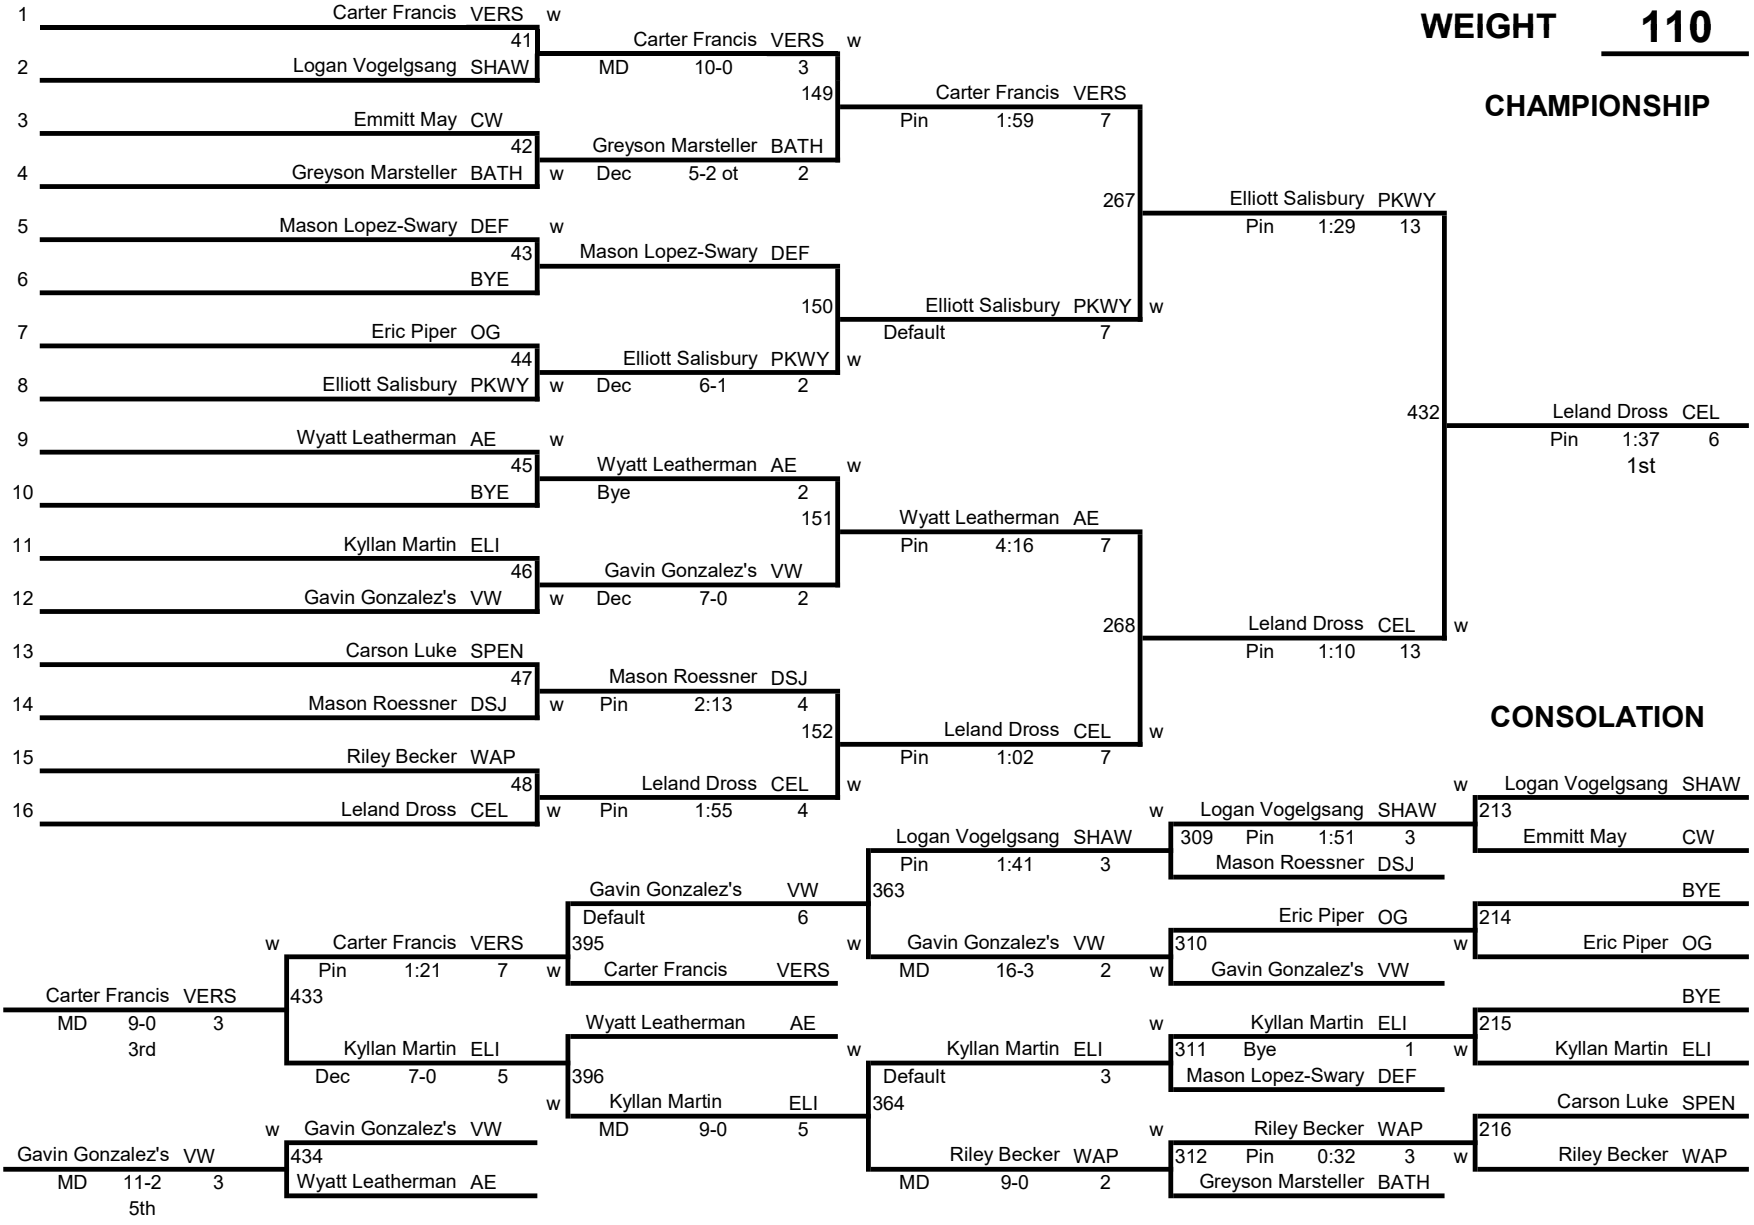 WEIGHT 110
CHAMPIONSHIP
1 Carter Francis VERS w
41
2 Logan Vogelgsang SHAW
Carter Francis VERS w
MD 10-0 3
149
3 Emmitt May CW
42
4 Greyson Marsteller BATH w
Greyson Marsteller BATH
Dec 5-2 ot 2
Carter Francis VERS
Pin 1:59 7
267
5 Mason Lopez-Swary DEF w
43
6 BYE
Mason Lopez-Swary DEF
150
7 Eric Piper OG
44
8 Elliott Salisbury PKWY w
Elliott Salisbury PKWY w
Dec 6-1 2
Elliott Salisbury PKWY w
Default 7
Elliott Salisbury PKWY
Pin 1:29 13
432
9 Wyatt Leatherman AE w
45
10 BYE
Wyatt Leatherman AE w
Bye 2
151
11 Kyllan Martin ELI
46
12 Gavin Gonzalez's VW w
Gavin Gonzalez's VW
Dec 7-0 2
Wyatt Leatherman AE
Pin 4:16 7
268
13 Carson Luke SPEN
47
14 Mason Roessner DSJ w
Mason Roessner DSJ
Pin 2:13 4
152
15 Riley Becker WAP
48
16 Leland Dross CEL w
Leland Dross CEL w
Pin 1:55 4
Leland Dross CEL w
Pin 1:02 7
Leland Dross CEL w
Pin 1:10 13
Leland Dross CEL
Pin 1:37 6
1st
CONSOLATION
w Logan Vogelgsang SHAW
213
Emmitt May CW
w Logan Vogelgsang SHAW
309 Pin 1:51 3
Mason Roessner DSJ
Logan Vogelgsang SHAW
Pin 1:41 3
363
BYE
214
w Eric Piper OG
Eric Piper OG
310
w Gavin Gonzalez's VW
w Gavin Gonzalez's VW
MD 16-3 2
Gavin Gonzalez's VW
Default 6
395
w Carter Francis VERS
w Carter Francis VERS
Pin 1:21 7
433
Carter Francis VERS
MD 9-0 3
3rd
BYE
215
w Kyllan Martin ELI
w Kyllan Martin ELI
311 Bye 1
Mason Lopez-Swary DEF
w Kyllan Martin ELI
Default 3
364
Carson Luke SPEN
216
w Riley Becker WAP
w Riley Becker WAP
312 Pin 0:32 3
Greyson Marsteller BATH
Riley Becker WAP
MD 9-0 2
Wyatt Leatherman AE
396
w Kyllan Martin ELI
MD 9-0 5
Kyllan Martin ELI
Dec 7-0 5
w Gavin Gonzalez's VW
434
Wyatt Leatherman AE
Gavin Gonzalez's VW
MD 11-2 3
5th